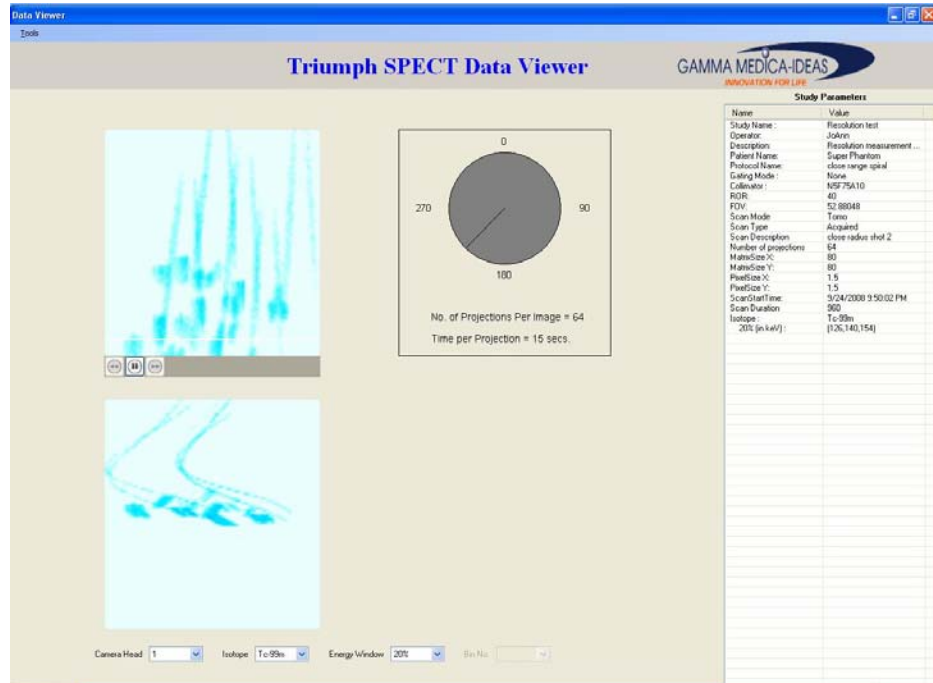 Data Viewer
Tools
Triumph SPECT Data Viewer
GAMMA MEDICA-IDEAS
INNOVATION FOR LIFE
Study Parameters
Name Value
Study Name : Resolution test
Operator: JoAnn
Description: Resolution measurement ...
Patient Name: Super Phantom
Protocol Name: close range spiral
Gating Mode : None
Collimator : N5F75A10
ROR: 40
FOV: 52.88048
Scan Mode Tomo
Scan Type Acquired
Scan Description close radius shot 2
Number of projections 64
MatrixSize X: 80
MatrixSize Y: 80
PixelSize X: 1.5
PixelSize Y: 1.5
ScanStartTime: 9/24/2008 9:50:02 PM
Scan Duration 960
Isotope : Tc-99m
20% (in keV) : (126,140,154)
0
270 90
180
No. of Projections Per Image = 64
Time per Projection = 15 secs.
Camera Head 1 Isotope Tc-99m Energy Window 20% Bin No.